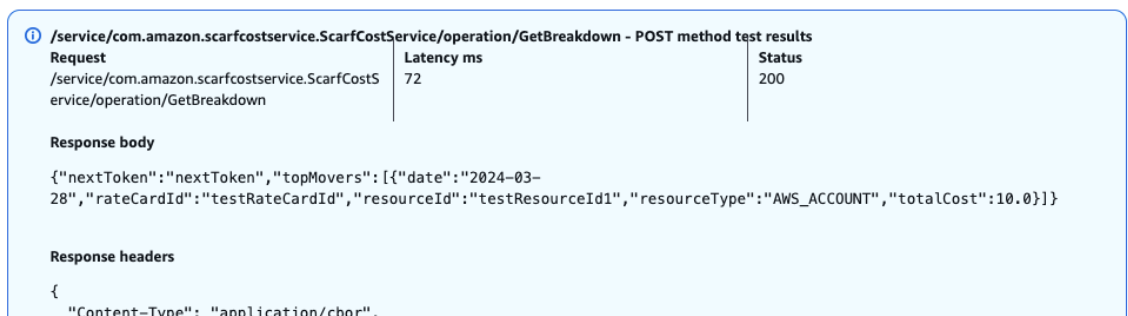 /service/com.amazon.scarfcostservice.ScarfCostService/operation/GetBreakdown - POST method test results
Request
/service/com.amazon.scarfcostservice.ScarfCostS
ervice/operation/GetBreakdown
Latency ms
72
Status
200
Response body
{"nextToken":"nextToken","topMovers":[{"date":"2024-03-
28","rateCardId":"testRateCardId","resourceId":"testResourceId1","resourceType":"AWS_ACCOUNT","totalCost":10.0}]}
Response headers
{
"Content-Type": "application/cbor",